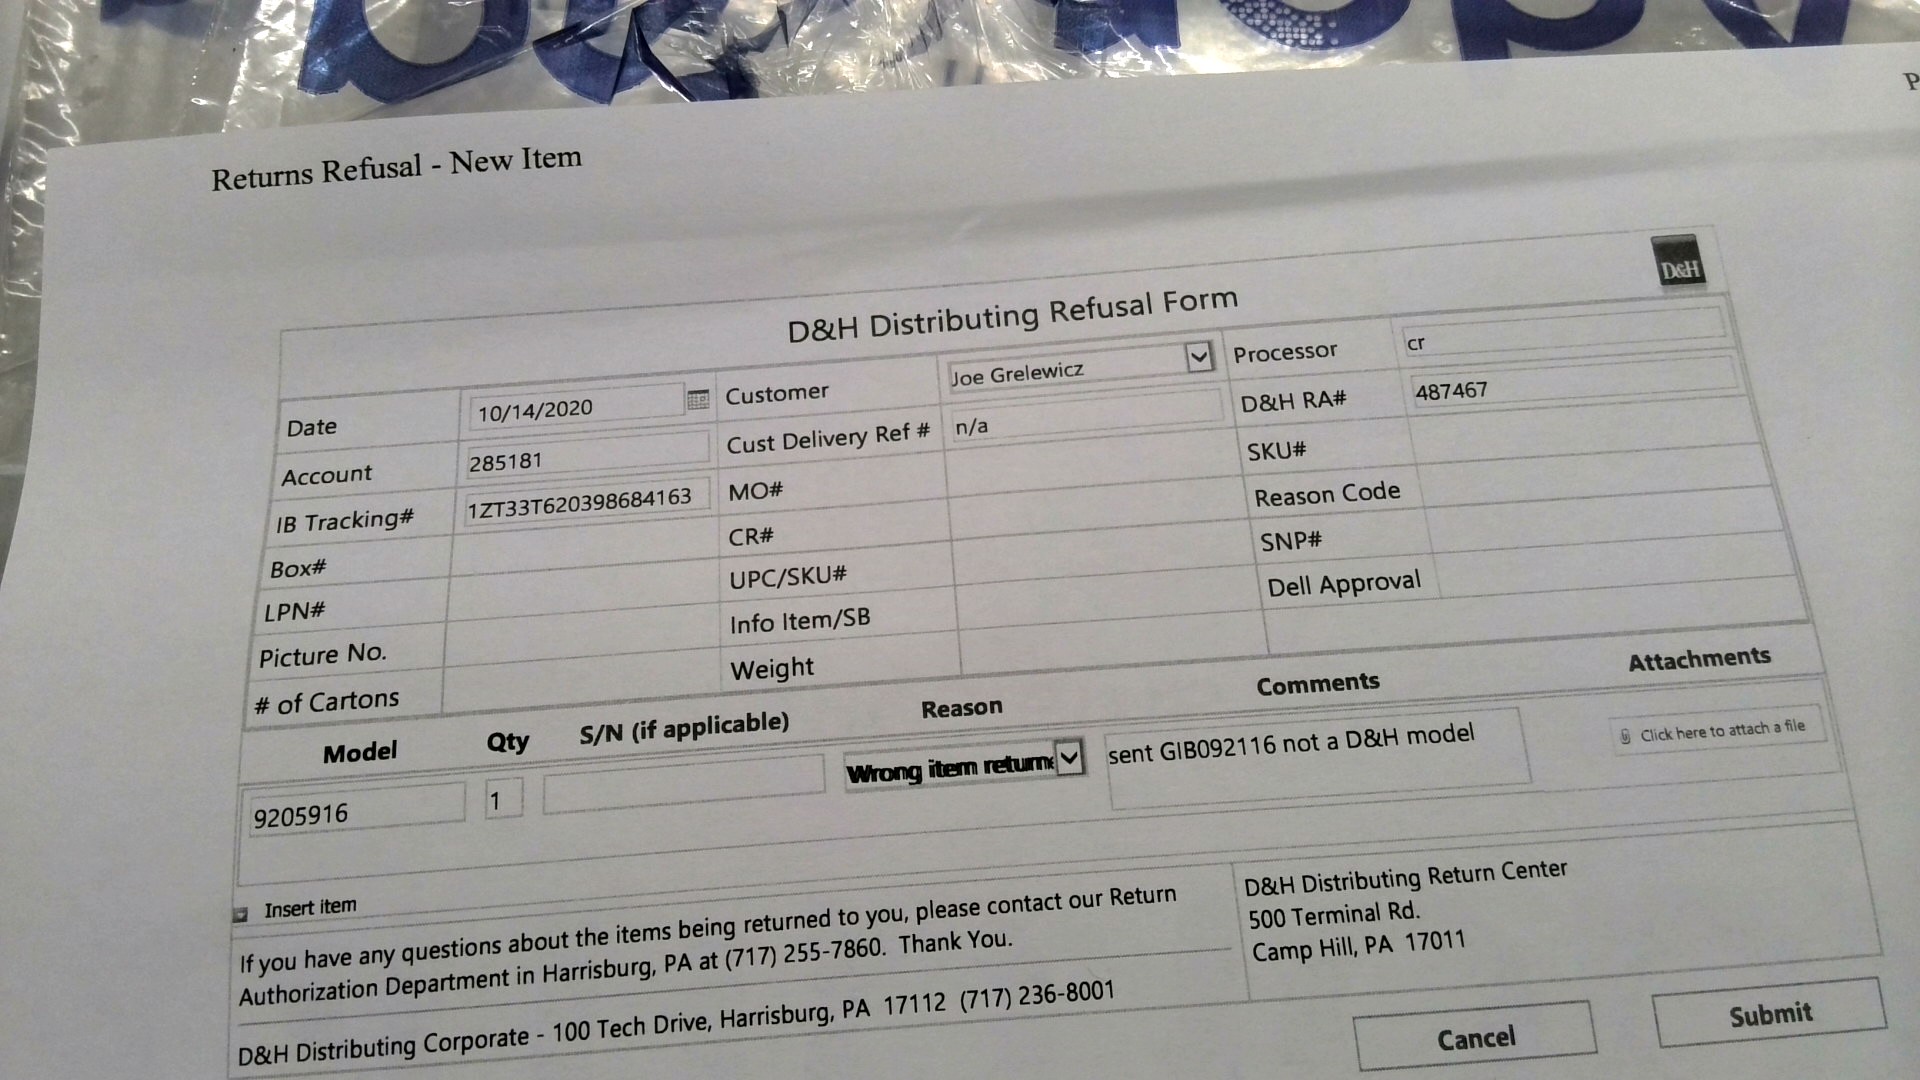 P
Returns Refusal - New Item
D&H
D&H Distributing Refusal Form
Date 10/14/2020 Customer Joe Grelewicz Processor cr
Account 285181 Cust Delivery Ref # n/a D&H RA# 487467
IB Tracking# 1ZT33T620398684163 MO# SKU#
Box# CR# Reason Code
LPN# UPC/SKU# SNP#
Picture No. Info Item/SB Dell Approval
# of Cartons Weight
Model Qty S/N (if applicable) Reason Comments Attachments
9205916 1 Wrong item return sent GIB092116 not a D&H model Click here to attach a file
Insert item
If you have any questions about the items being returned to you, please contact our Return
Authorization Department in Harrisburg, PA at (717) 255-7860. Thank You.
D&H Distributing Corporate - 100 Tech Drive, Harrisburg, PA 17112 (717) 236-8001
D&H Distributing Return Center
500 Terminal Rd.
Camp Hill, PA 17011
Cancel Submit